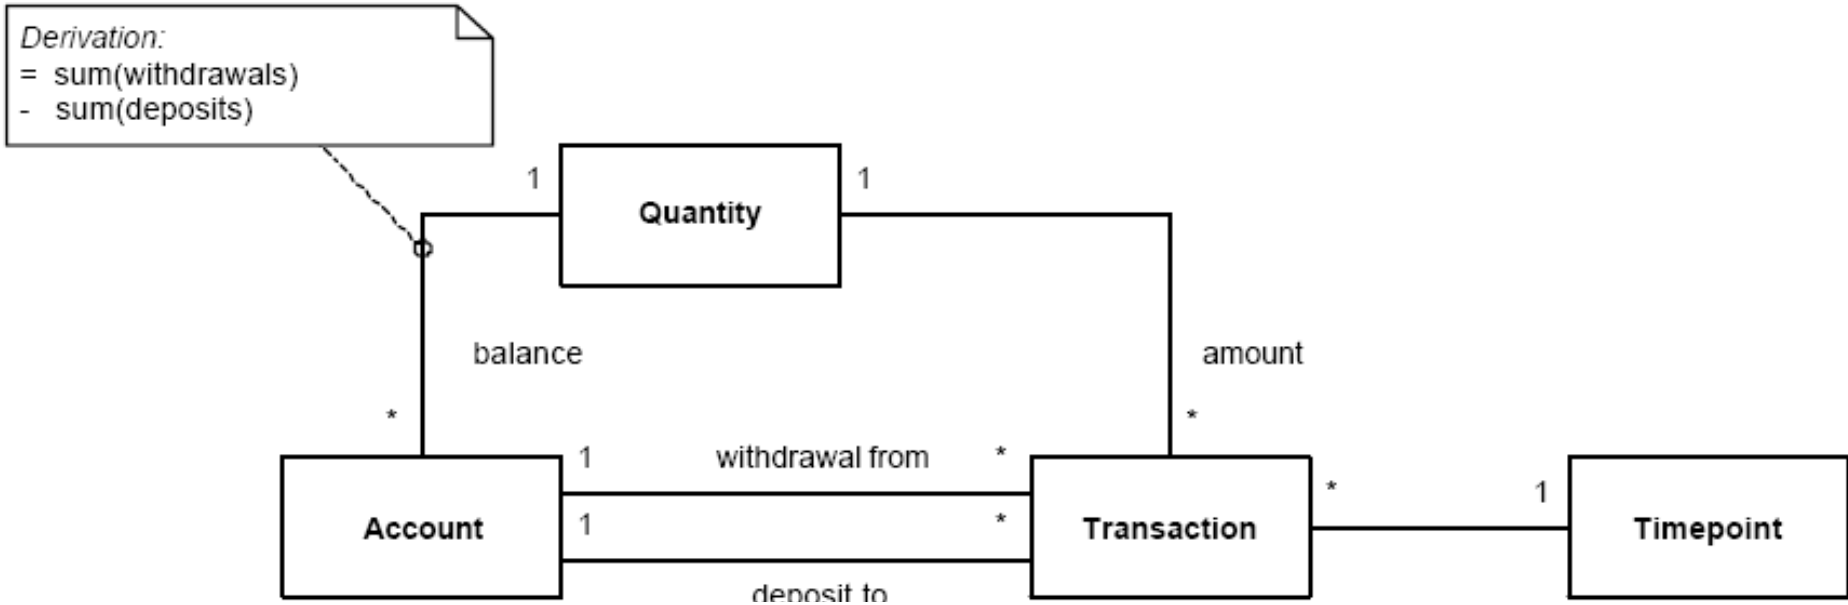 Derivation:
= sum(withdrawals)
- sum(deposits)
1
1
Quantity
balance
amount
*
*
1
withdrawal from
*
*
1
1
*
Account
Transaction
Timepoint
deposit to